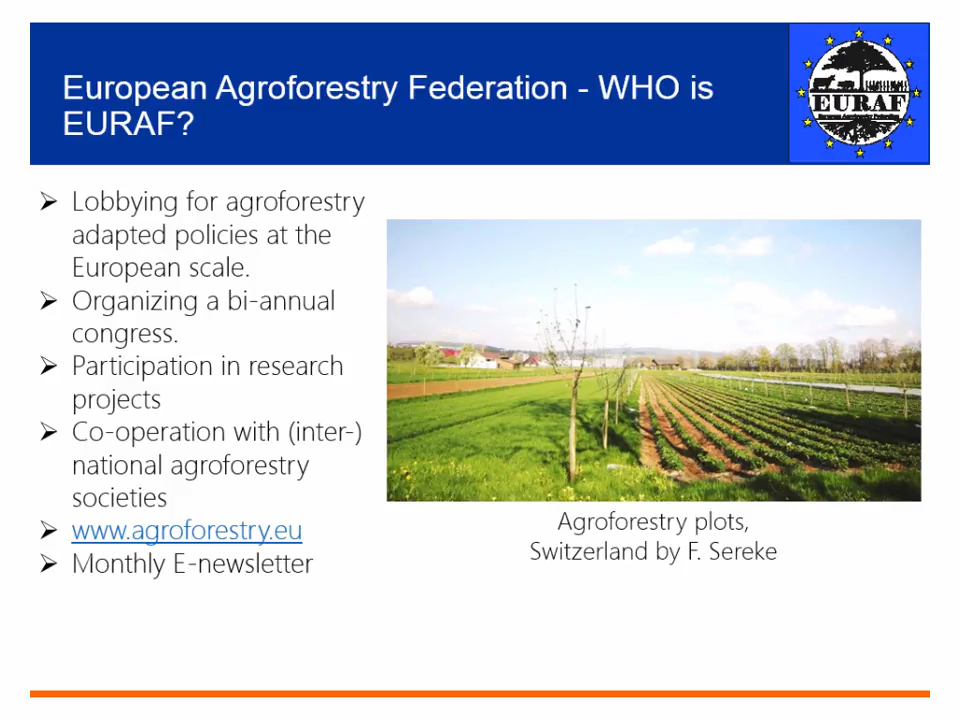 European Agroforestry Federation - WHO is
EURAF?
EURAF
➢ Lobbying for agroforestry
adapted policies at the
European scale.
➢ Organizing a bi-annual
congress.
➢ Participation in research
projects
➢ Co-operation with (inter-)
national agroforestry
societies
➢ www.agroforestry.eu
➢ Monthly E-newsletter
Agroforestry plots,
Switzerland by F. Sereke